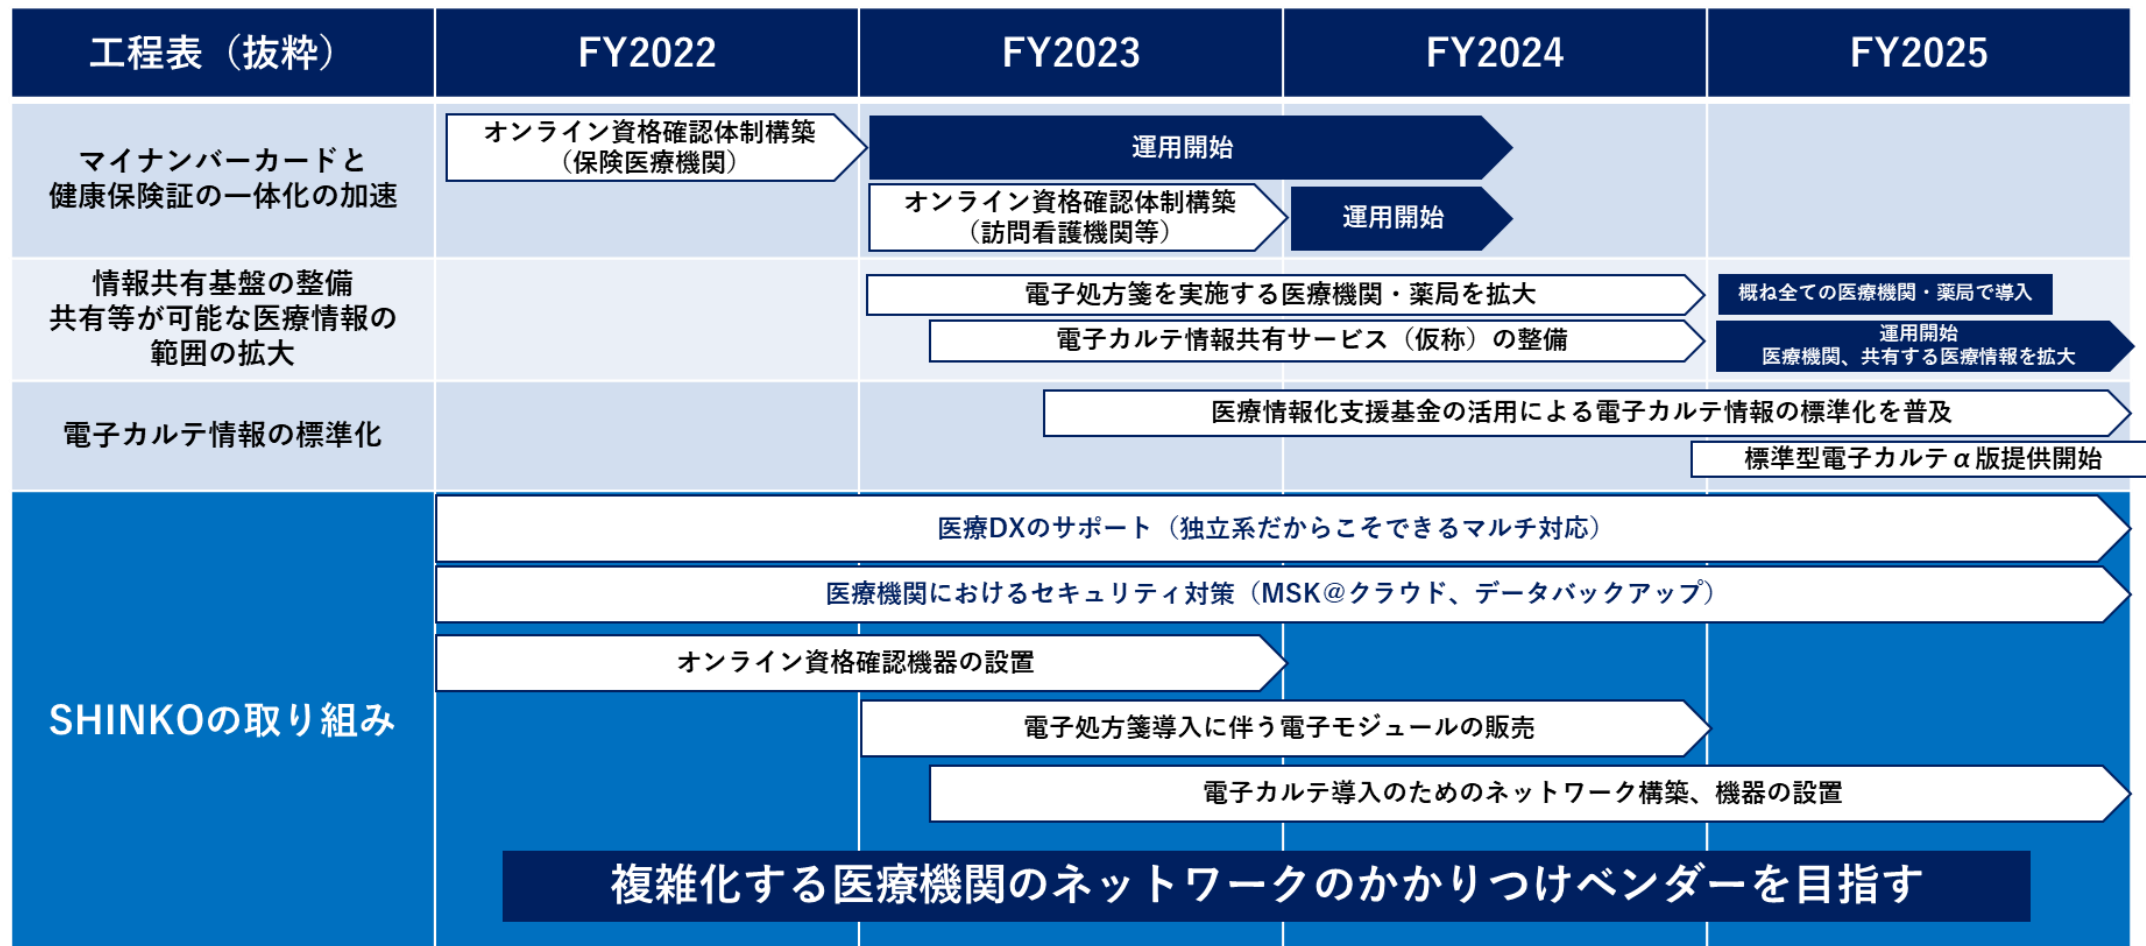 工程表（抜粋）
FY2022
FY2023
FY2024
FY2025
マイナンバーカードと
健康保険証の一体化の加速
オンライン資格確認体制構築
（保険医療機関）
運用開始
オンライン資格確認体制構築
（訪問看護機関等）
運用開始
情報共有基盤の整備
共有等が可能な医療情報の
範囲の拡大
電子処方箋を実施する医療機関・薬局を拡大
概ね全ての医療機関・薬局で導入
電子カルテ情報共有サービス（仮称）の整備
運用開始
医療機関、共有する医療情報を拡大
電子カルテ情報の標準化
医療情報化支援基金の活用による電子カルテ情報の標準化を普及
標準型電子カルテα版提供開始
SHINKOの取り組み
医療DXのサポート（独立系だからこそできるマルチ対応）
医療機関におけるセキュリティ対策（MSK＠クラウド、データバックアップ）
オンライン資格確認機器の設置
電子処方箋導入に伴う電子モジュールの販売
電子カルテ導入のためのネットワーク構築、機器の設置
複雑化する医療機関のネットワークのかかりつけベンダーを目指す